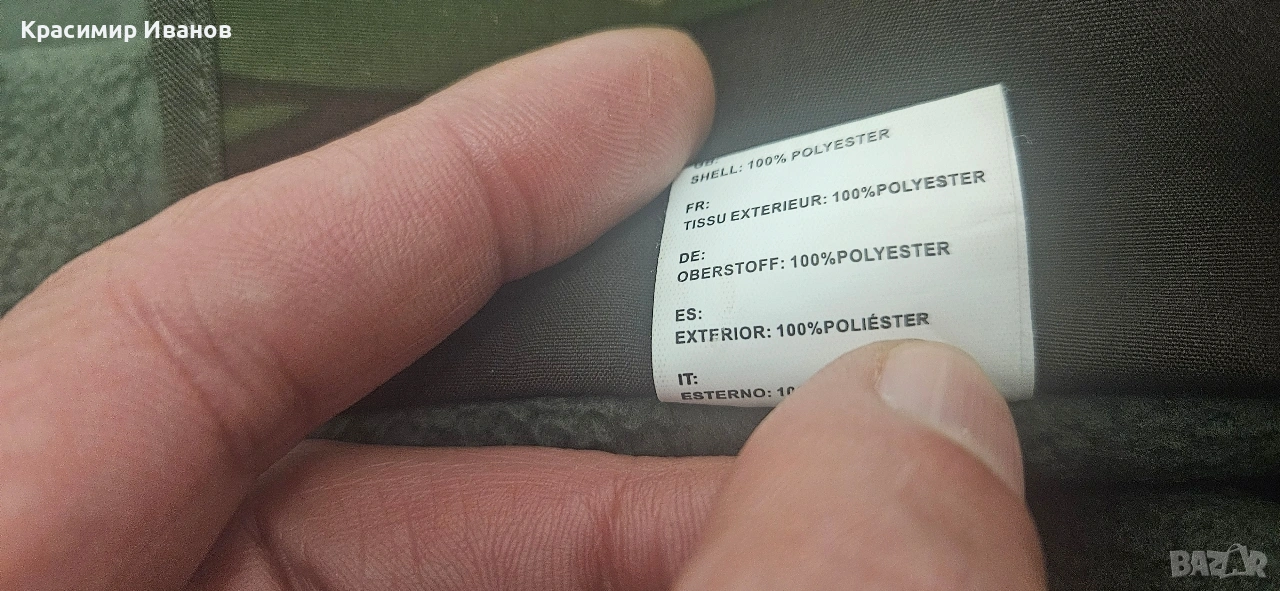 Красимир Иванов
SHELL: 100% POLYESTER
FR:
TISSU EXTERIEUR: 100%POLYESTER
DE:
OBERSTOFF: 100%POLYESTER
ES:
EXTERIOR: 100%POLIÉSTER
IT:
ESTERNO:
BAZAR